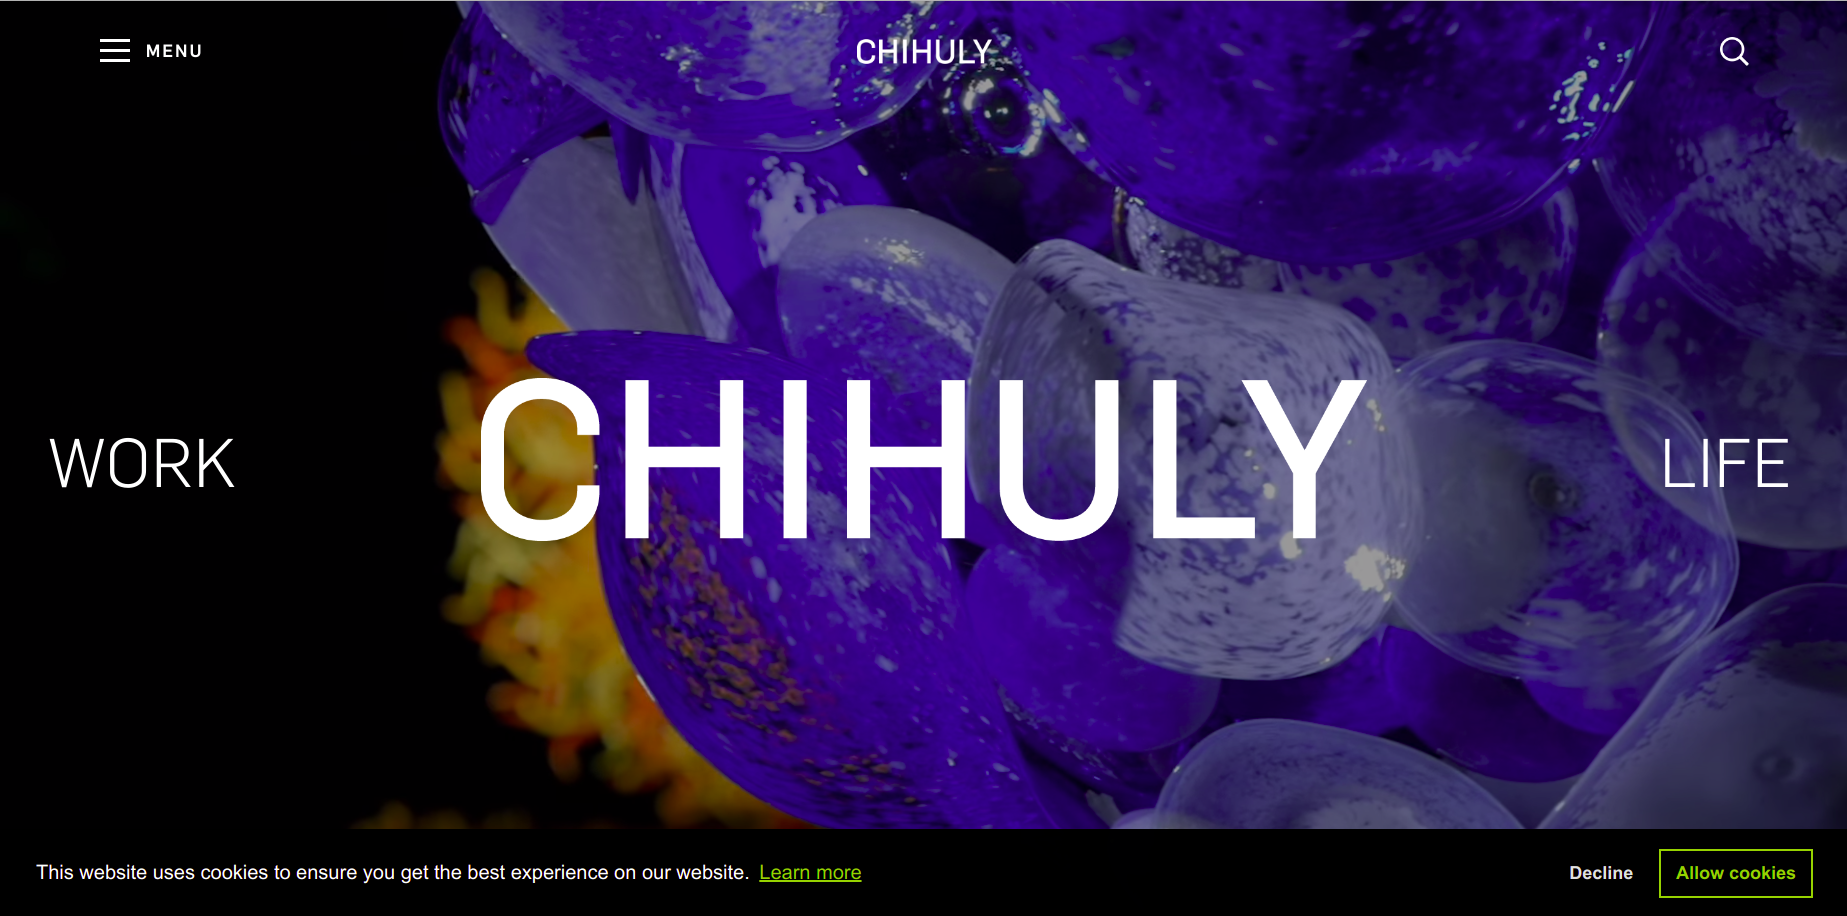 MENU
CHIHULY
WORK
CHIHULY
LIFE
This website uses cookies to ensure you get the best experience on our website. Learn more
Decline
Allow cookies